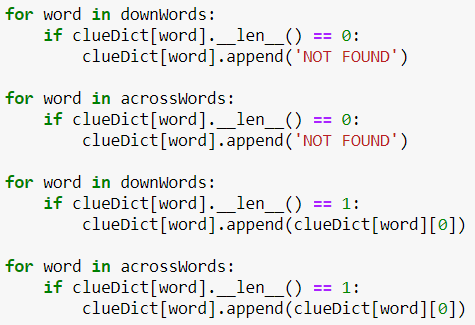 for word in downWords:
    if clueDict[word].__len__() == 0:
        clueDict[word].append('NOT FOUND')

for word in acrossWords:
    if clueDict[word].__len__() == 0:
        clueDict[word].append('NOT FOUND')

for word in downWords:
    if clueDict[word].__len__() == 1:
        clueDict[word].append(clueDict[word][0])

for word in acrossWords:
    if clueDict[word].__len__() == 1:
        clueDict[word].append(clueDict[word][0])